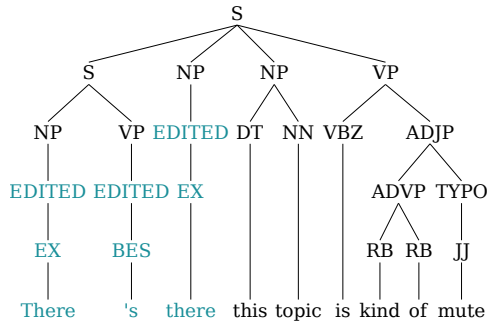 S
S NP NP VP
NP VP EDITED DT NN VBZ ADJP
EDITED EDITED EX ADVP TYPO
EX BES RB RB JJ
There 's there this topic is kind of mute